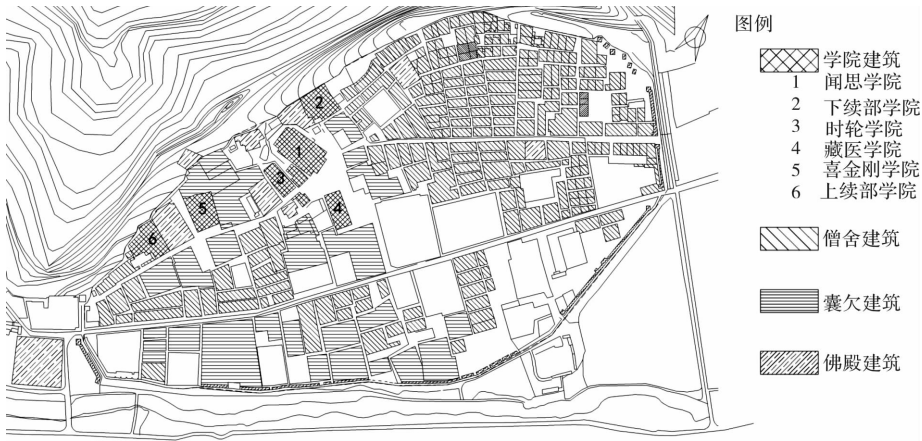 图例
学院建筑
1 闻思学院
2 下续部学院
3 时轮学院
4 藏医学院
5 喜金刚学院
6 上续部学院
僧舍建筑
囊欠建筑
佛殿建筑
2
1
3
5
4
6